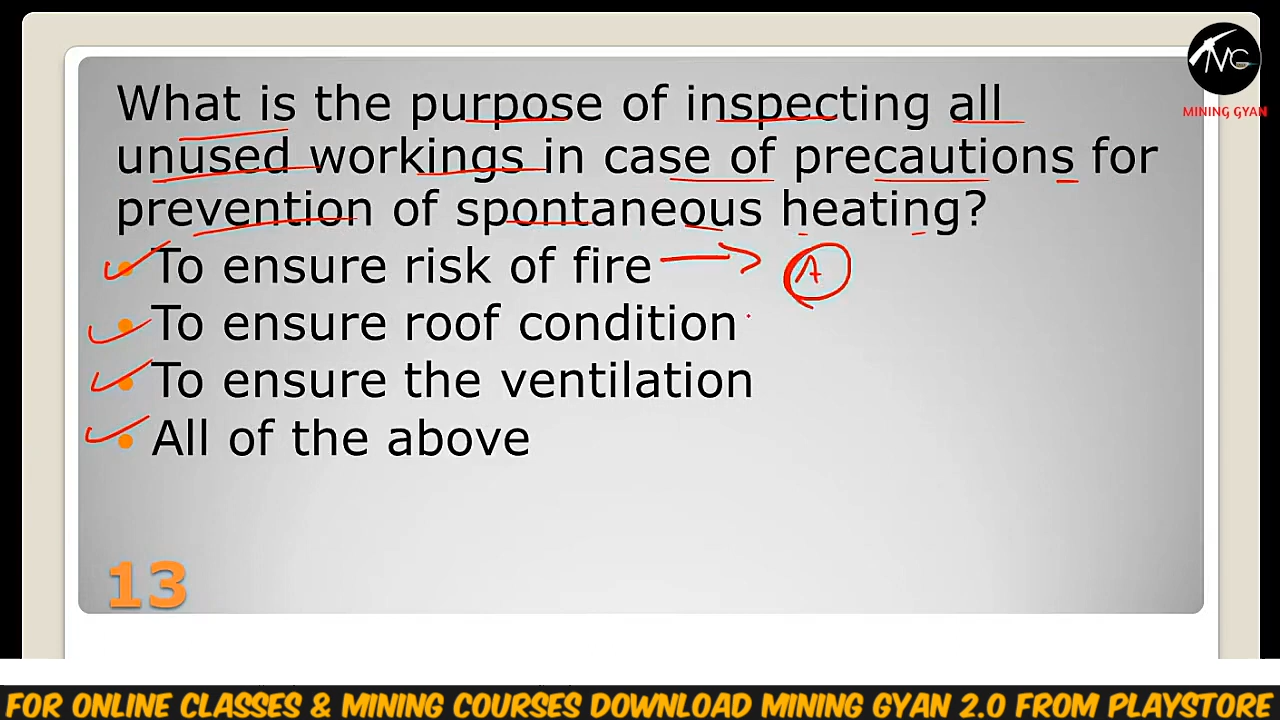 MC
MINING GYAN
What is the purpose of inspecting all
unused workings in case of precautions for
prevention of spontaneous heating?
• To ensure risk of fire → A
• To ensure roof condition
• To ensure the ventilation
• All of the above
13
FOR ONLINE CLASSES & MINING COURSES DOWNLOAD MINING GYAN 2.0 FROM PLAYSTORE